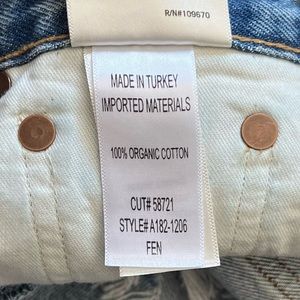 R/N#109670
MADE IN TURKEY
IMPORTED MATERIALS
100% ORGANIC COTTON
CUT# 58721
STYLE# A182-1206
FEN